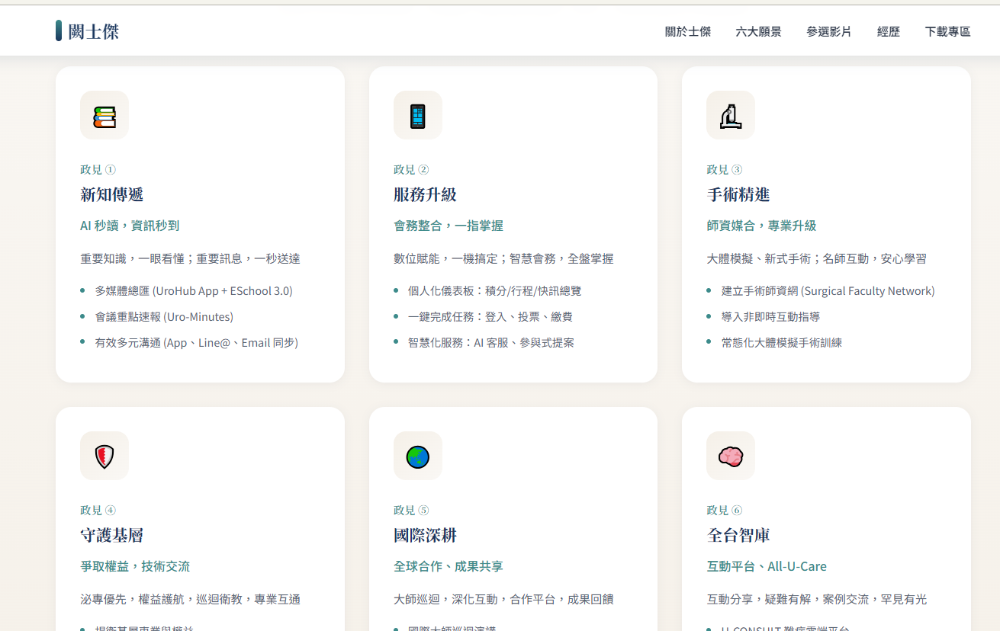 闕士傑
關於士傑
六大願景
參選影片
經歷
下載專區
政見 ①
新知傳遞
AI 秒讀，資訊秒到
重要知識，一眼看懂；重要訊息，一秒送達
多媒體總匯 (UroHub App + ESchool 3.0)
會議重點速報 (Uro-Minutes)
有效多元溝通 (App、Line@、Email 同步)
政見 ②
服務升級
會務整合，一指掌握
數位賦能，一機搞定；智慧會務，全盤掌握
個人化儀表板：積分/行程/快訊總覽
一鍵完成任務：登入、投票、繳費
智慧化服務：AI 客服、參與式提案
政見 ③
手術精進
師資媒合，專業升級
大體模擬、新式手術；名師互動，安心學習
建立手術師資網 (Surgical Faculty Network)
導入非即時互動指導
常態化大體模擬手術訓練
政見 ④
守護基層
爭取權益，技術交流
泌專優先，權益護航，巡迴衛教，專業互通
政見 ⑤
國際深耕
全球合作、成果共享
大師巡迴，深化互動，合作平台，成果回饋
國際大師巡迴演講
政見 ⑥
全台智庫
互動平台、All-U-Care
互動分享，疑難有解，案例交流，罕見有光